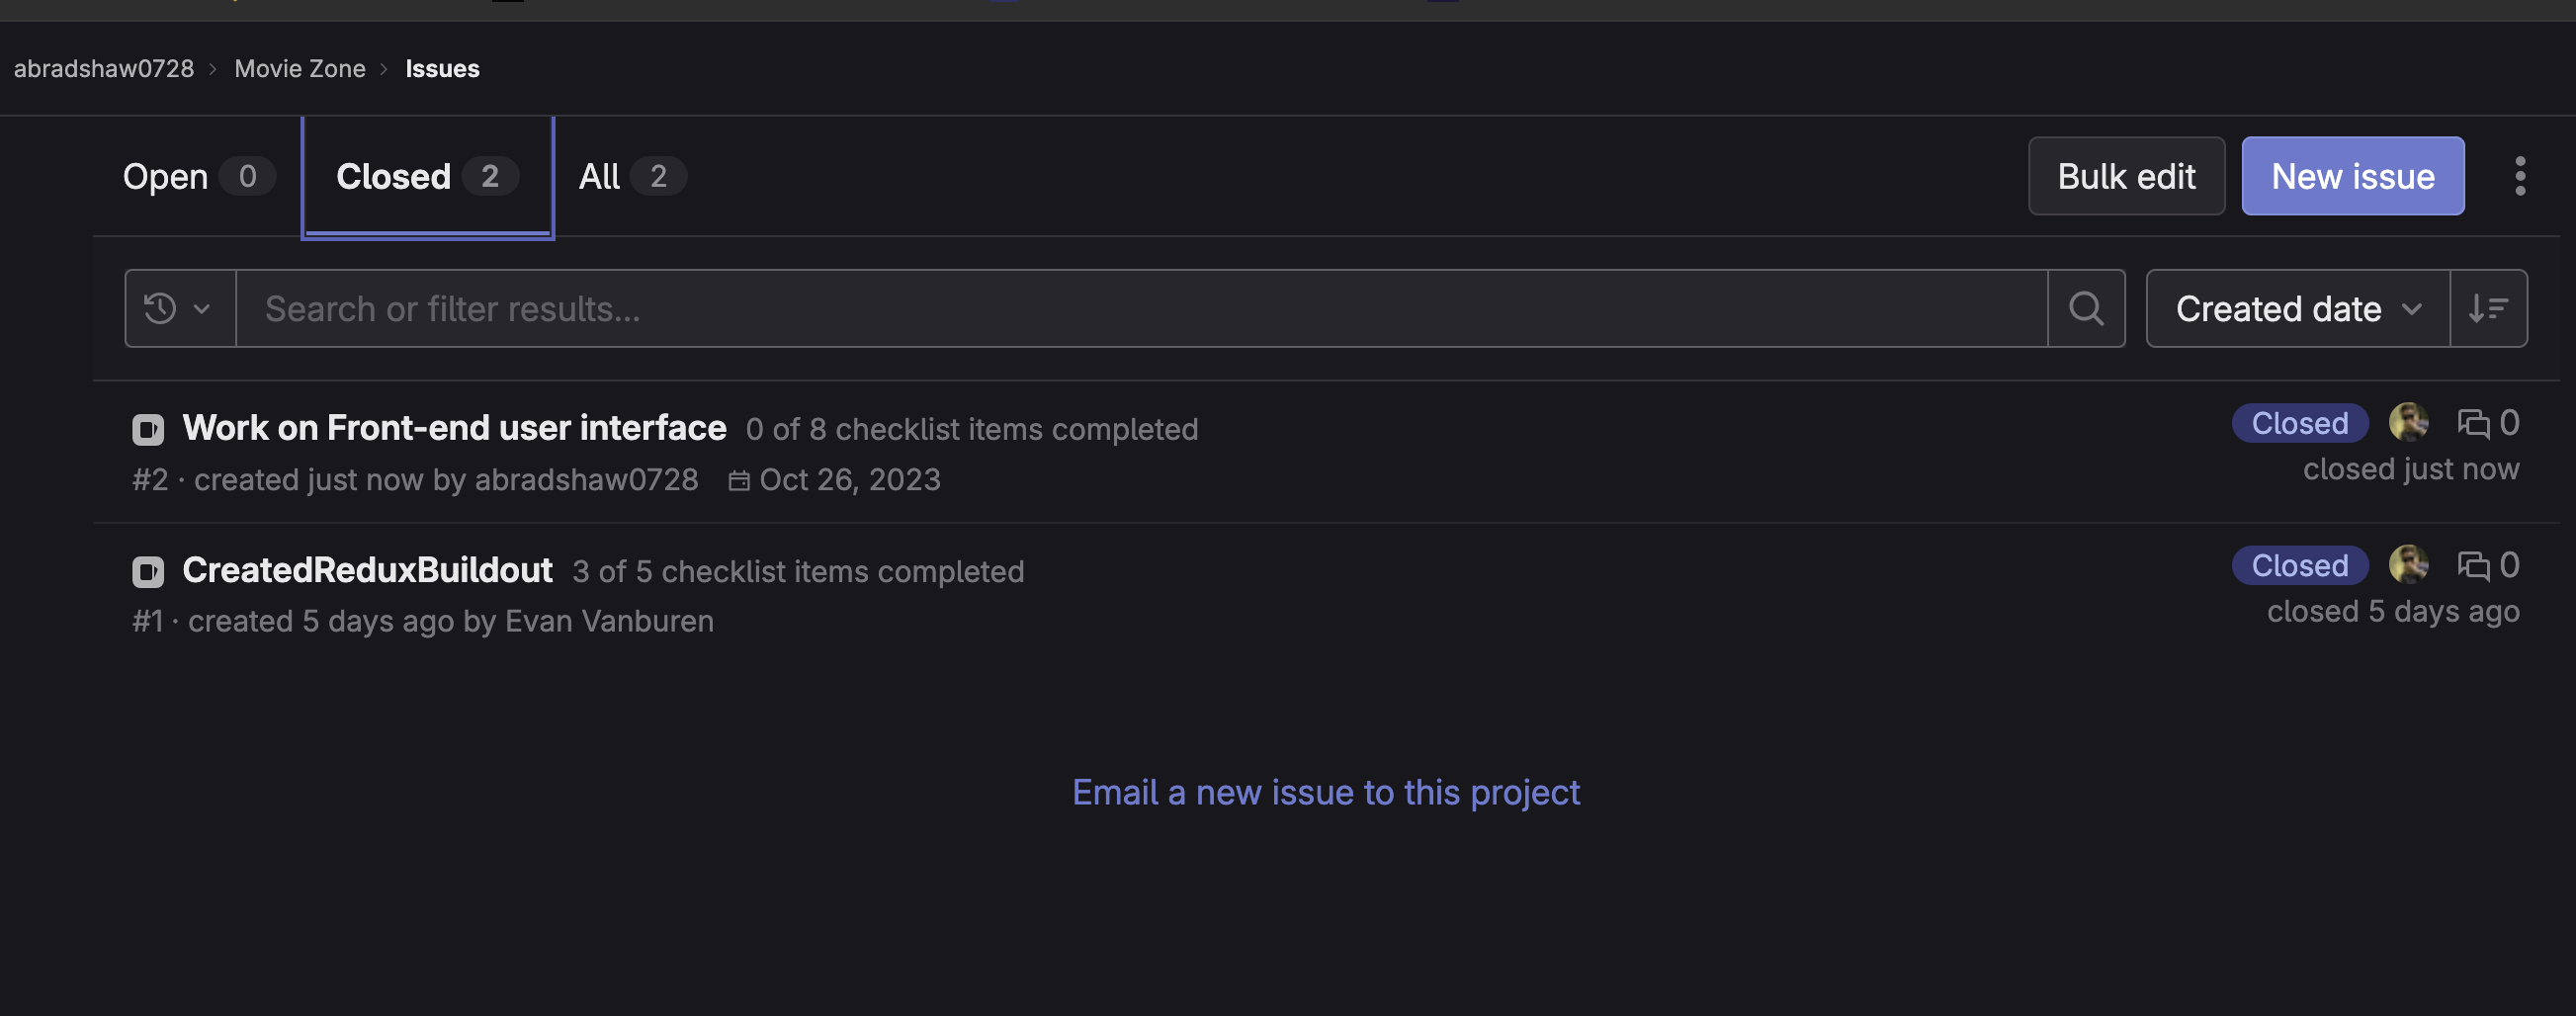 abradshaw0728 > Movie Zone > Issues
Open 0 Closed 2 All 2 Bulk edit New issue
Search or filter results... Created date
Work on Front-end user interface 0 of 8 checklist items completed Closed 0
#2 · created just now by abradshaw0728 Oct 26, 2023 closed just now
CreatedReduxBuildout 3 of 5 checklist items completed Closed 0
#1 · created 5 days ago by Evan Vanburen closed 5 days ago
Email a new issue to this project